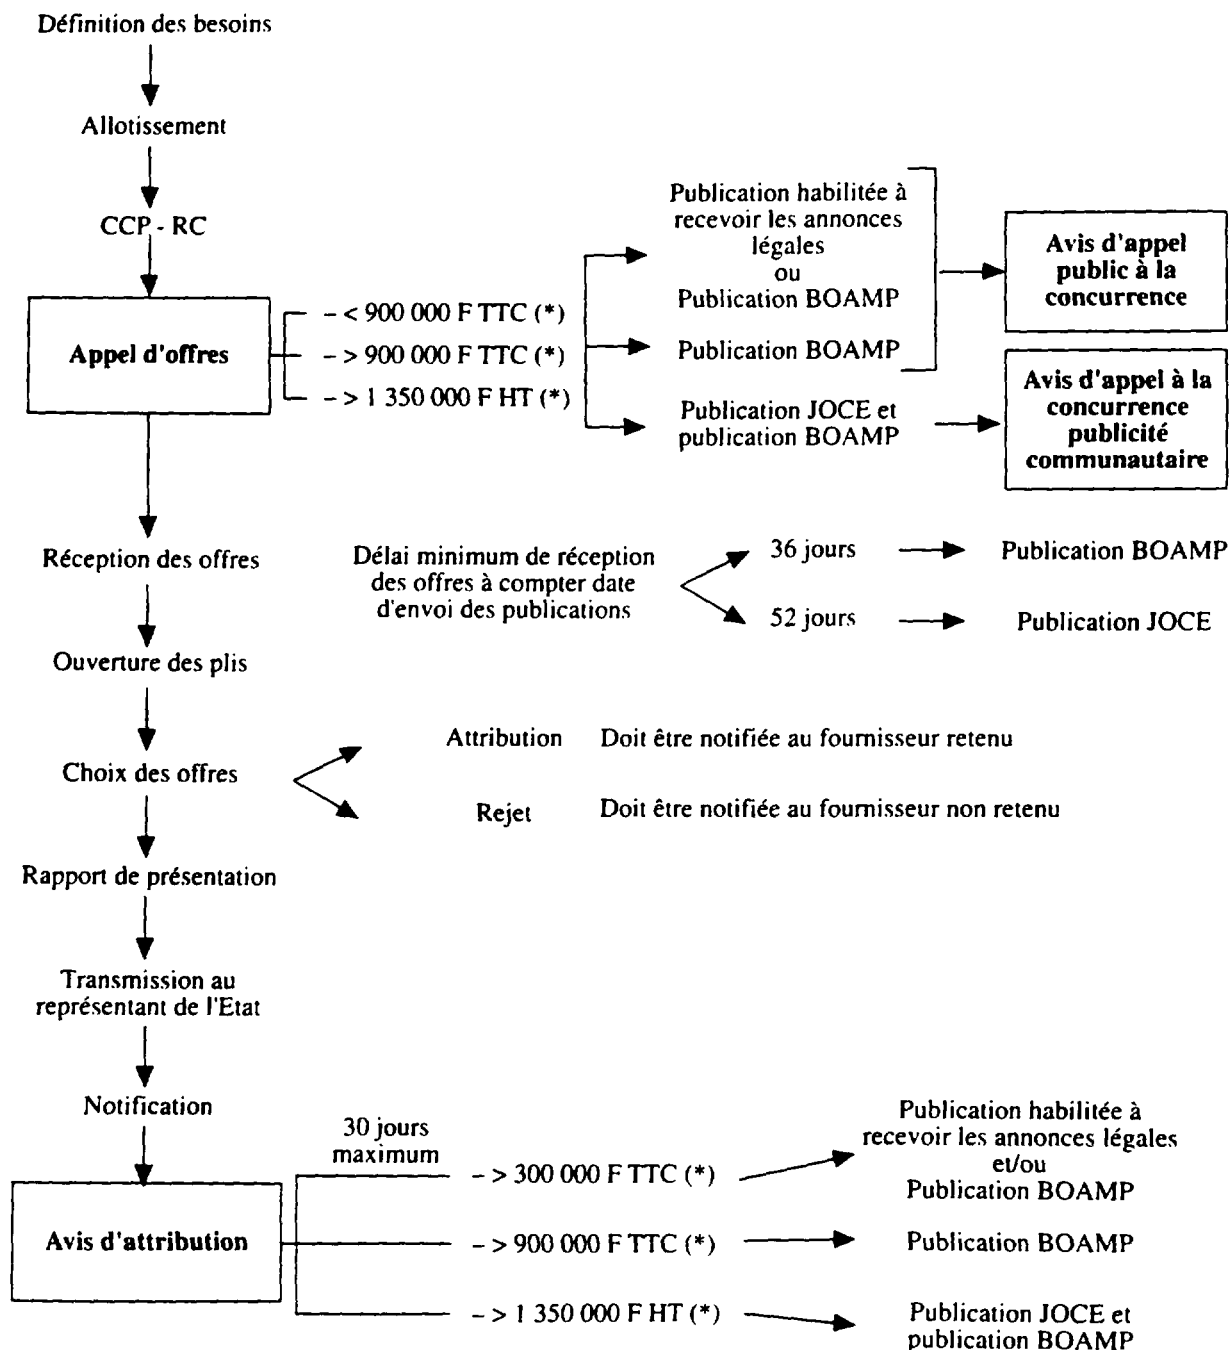 Définition des besoins
Allotissement
CCP - RC
Appel d'offres
- < 900 000 F TTC (*)
- > 900 000 F TTC (*)
- > 1 350 000 F HT (*)
Publication habilitée à
recevoir les annonces
légales
ou
Publication BOAMP
Publication BOAMP
Publication JOCE et
publication BOAMP
Avis d'appel
public à la
concurrence
Avis d'appel à la
concurrence
publicité
communautaire
Réception des offres
Délai minimum de réception
des offres à compter date
d'envoi des publications
36 jours
Publication BOAMP
52 jours
Publication JOCE
Ouverture des plis
Choix des offres
Attribution Doit être notifiée au fournisseur retenu
Rejet Doit être notifiée au fournisseur non retenu
Rapport de présentation
Transmission au
représentant de l'Etat
Notification
Avis d'attribution
30 jours
maximum
- > 300 000 F TTC (*)
Publication habilitée à
recevoir les annonces légales
et/ou
Publication BOAMP
- > 900 000 F TTC (*)
Publication BOAMP
- > 1 350 000 F HT (*)
Publication JOCE et
publication BOAMP